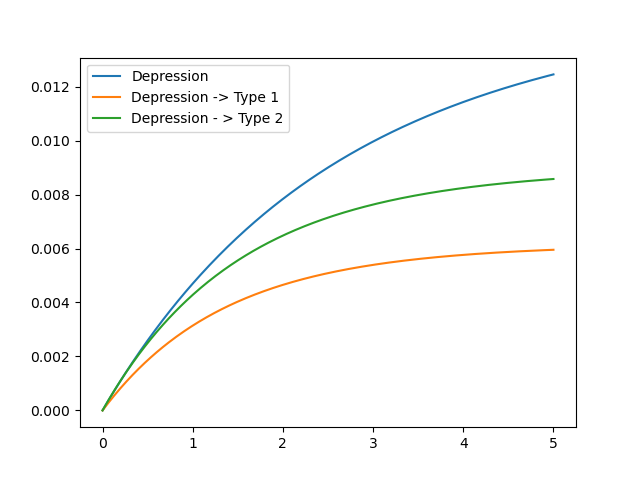 Depression
Depression -> Type 1
Depression - > Type 2
0.012
0.010
0.008
0.006
0.004
0.002
0.000
0 1 2 3 4 5